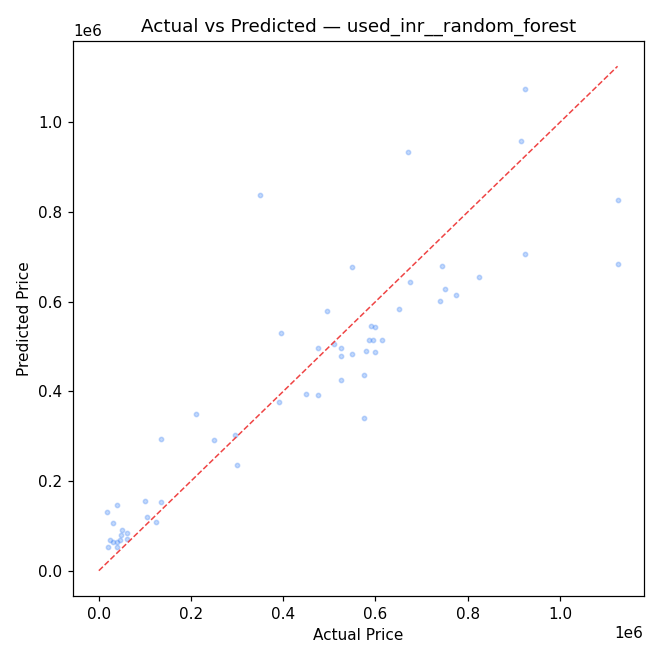 Actual vs Predicted — used_inr__random_forest
1e6
1.0
0.8
0.6
0.4
0.2
0.0
Predicted Price
0.0 0.2 0.4 0.6 0.8 1.0
1e6
Actual Price